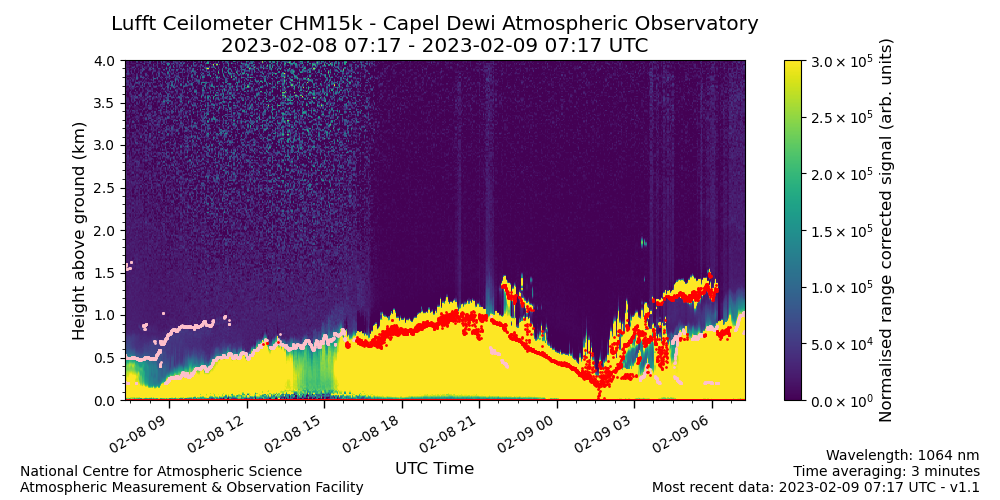 Lufft Ceilometer CHM15k - Capel Dewi Atmospheric Observatory
2023-02-08 07:17 - 2023-02-09 07:17 UTC
4.0
3.5
3.0
2.5
2.0
1.5
1.0
0.5
0.0
Height above ground (km)
02-08 09
02-08 12
02-08 15
02-08 18
02-08 21
02-09 00
02-09 03
02-09 06
UTC Time
3.0 × 10⁵
2.5 × 10⁵
2.0 × 10⁵
1.5 × 10⁵
1.0 × 10⁵
5.0 × 10⁴
0.0 × 10⁰
Normalised range corrected signal (arb. units)
National Centre for Atmospheric Science
Atmospheric Measurement & Observation Facility
Wavelength: 1064 nm
Time averaging: 3 minutes
Most recent data: 2023-02-09 07:17 UTC - v1.1